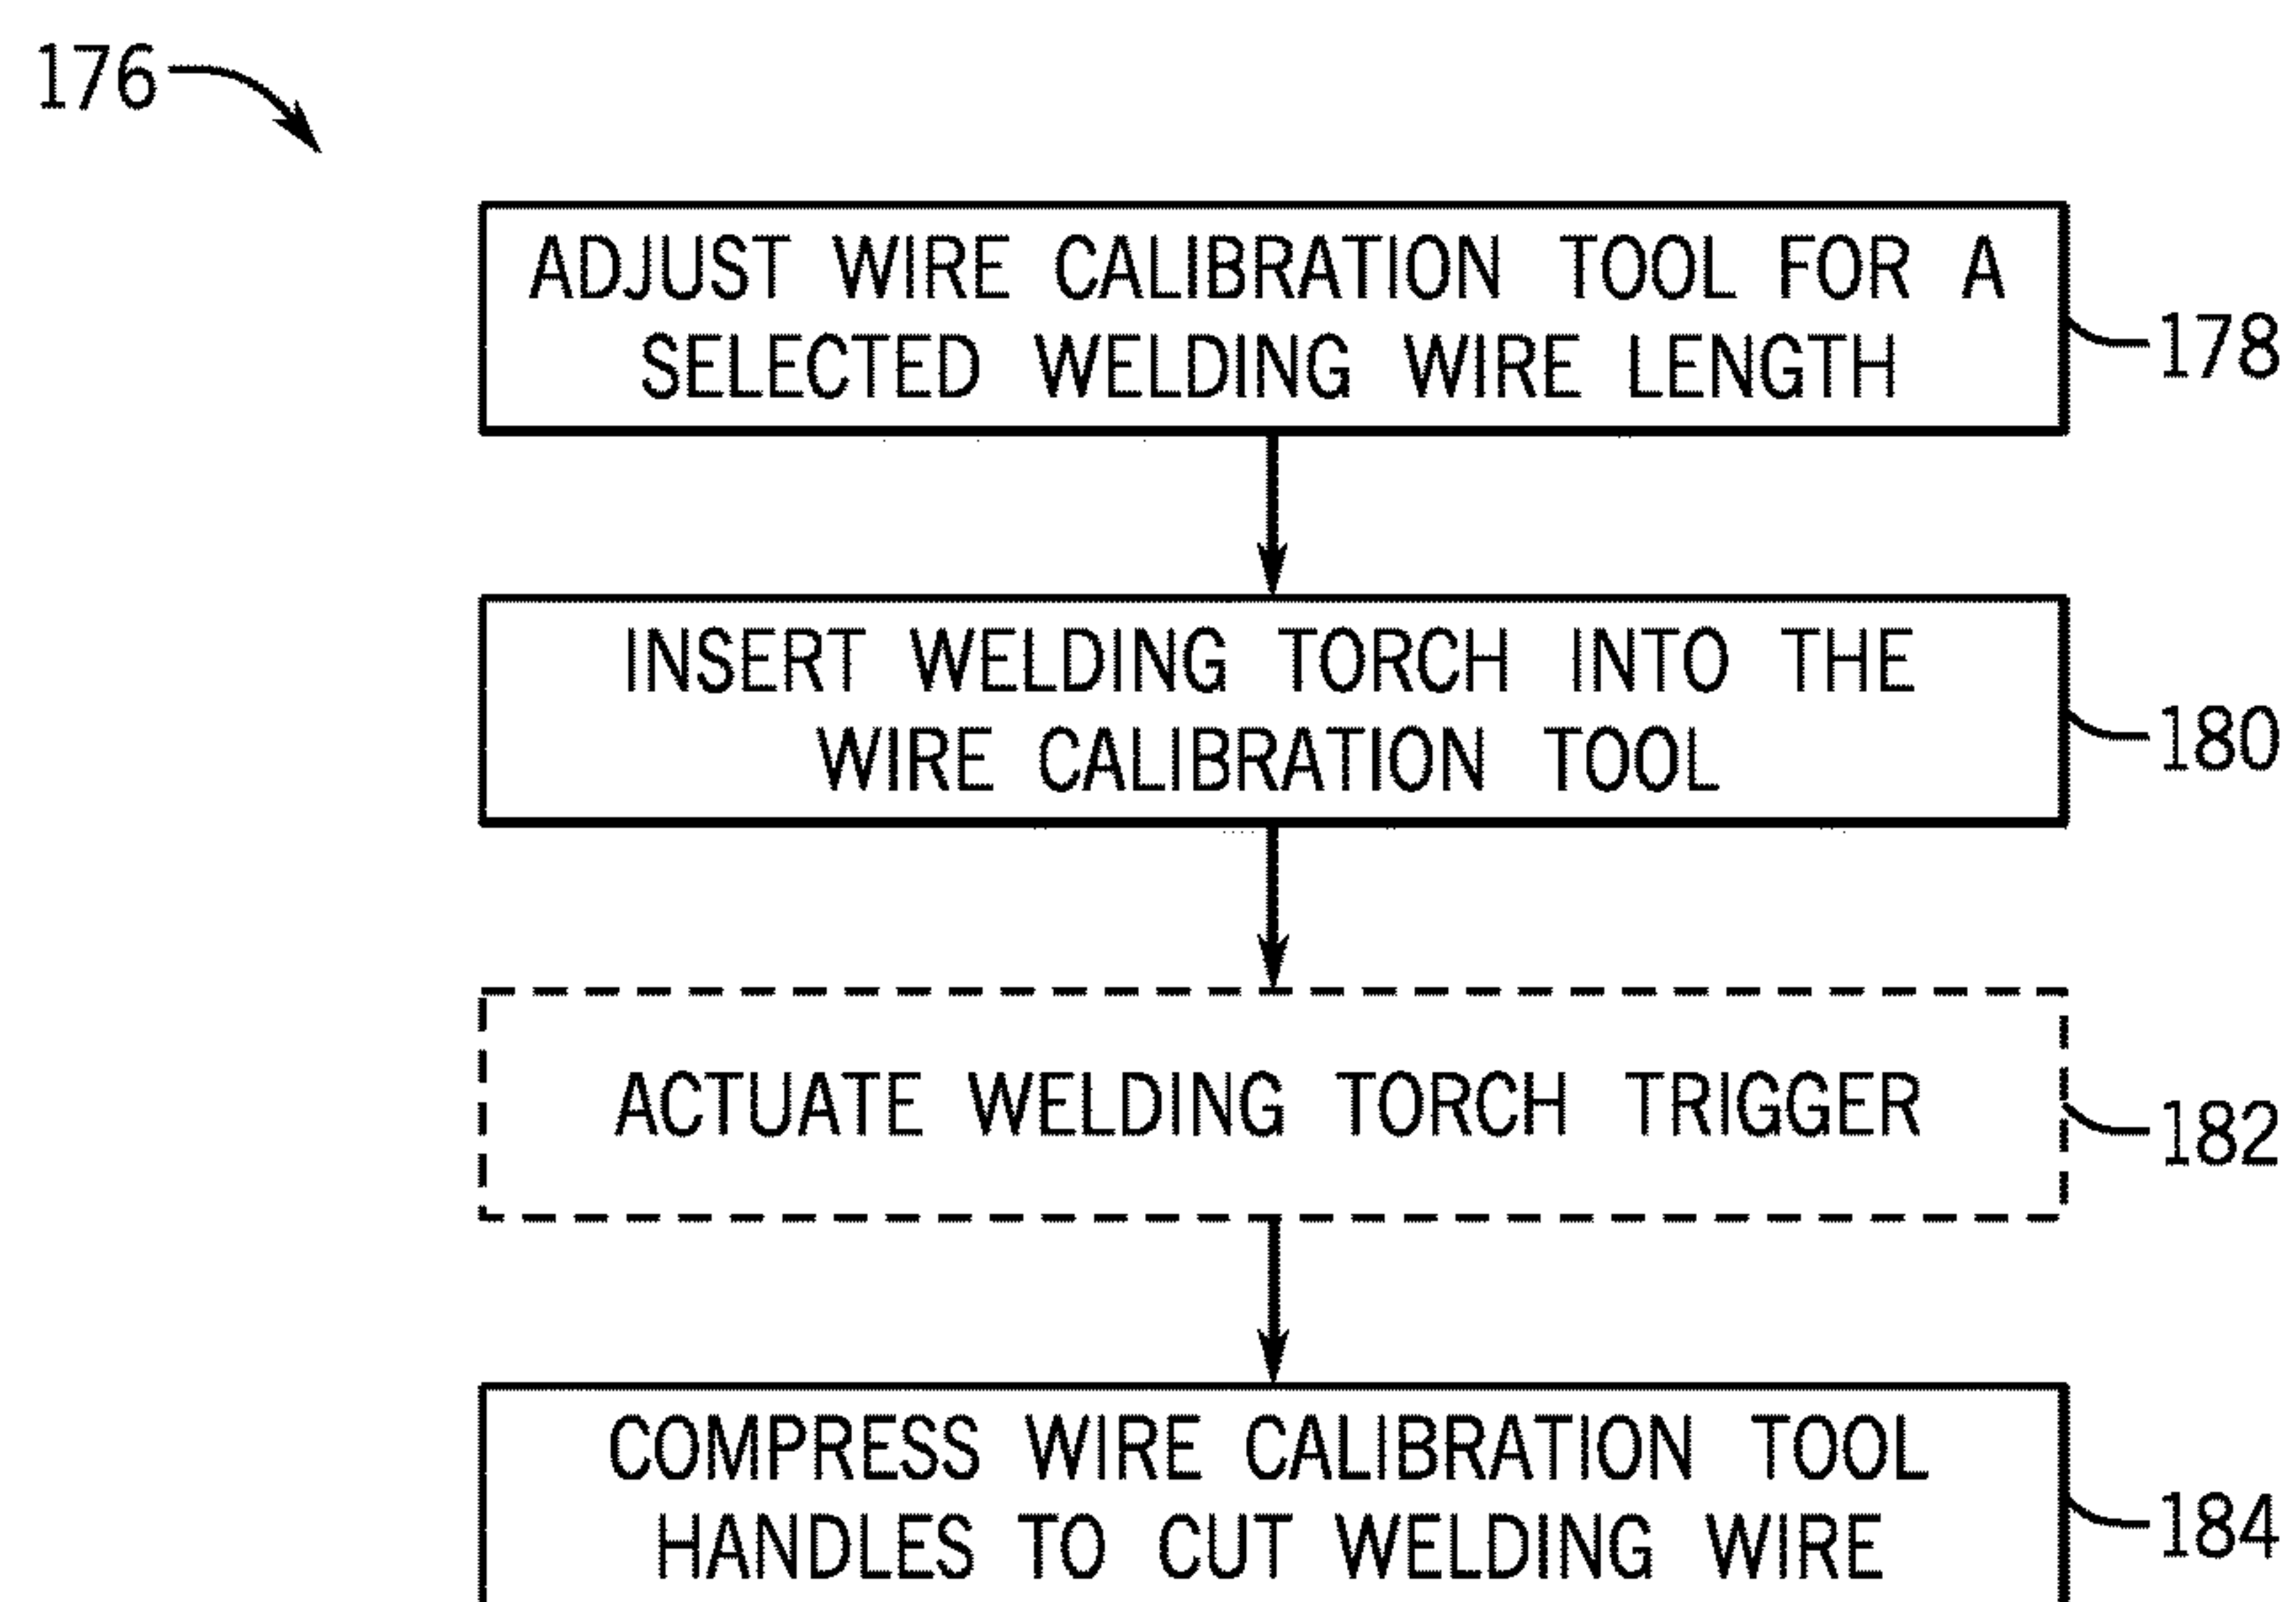 176
ADJUST WIRE CALIBRATION TOOL FOR A
SELECTED WELDING WIRE LENGTH
178
INSERT WELDING TORCH INTO THE
WIRE CALIBRATION TOOL
180
ACTUATE WELDING TORCH TRIGGER
182
COMPRESS WIRE CALIBRATION TOOL
HANDLES TO CUT WELDING WIRE
184